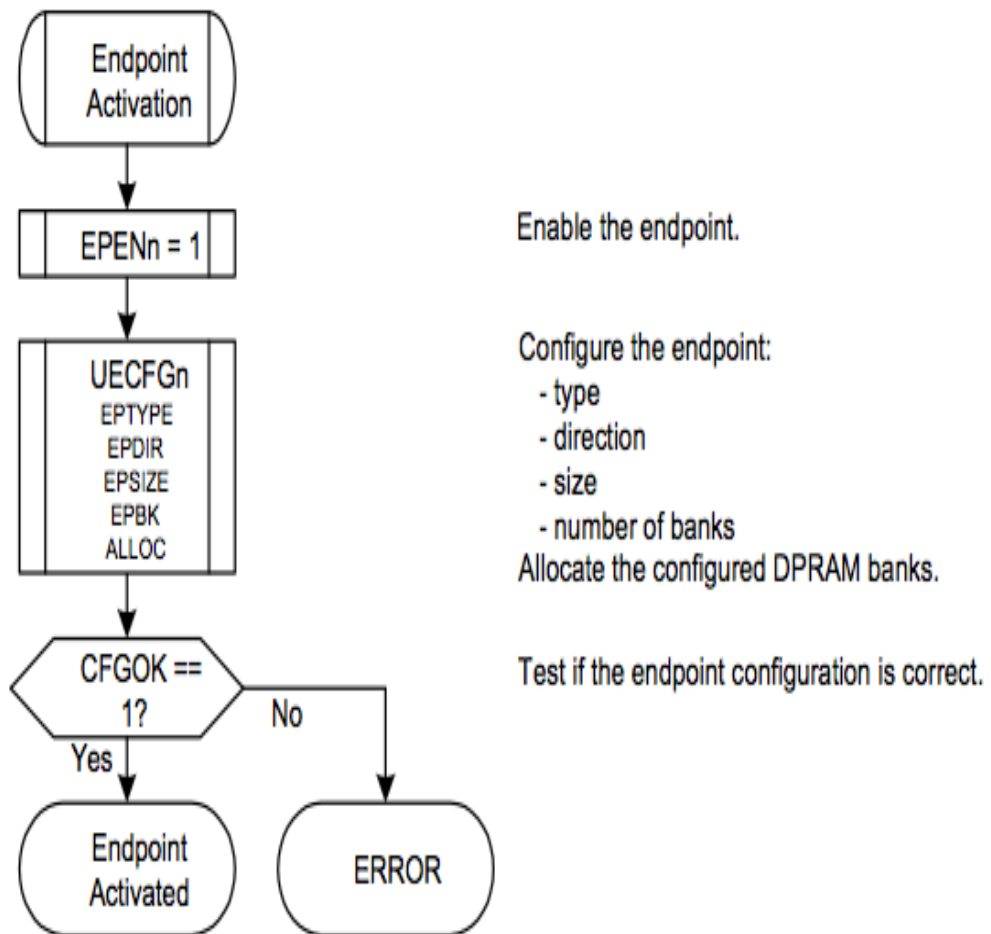 Endpoint
Activation
EPENn = 1
Enable the endpoint.
UECFGn
EPTYPE
EPDIR
EPSIZE
EPBK
ALLOC
Configure the endpoint:
- type
- direction
- size
- number of banks
Allocate the configured DPRAM banks.
CFGOK ==
1?
Test if the endpoint configuration is correct.
No
Yes
Endpoint
Activated
ERROR